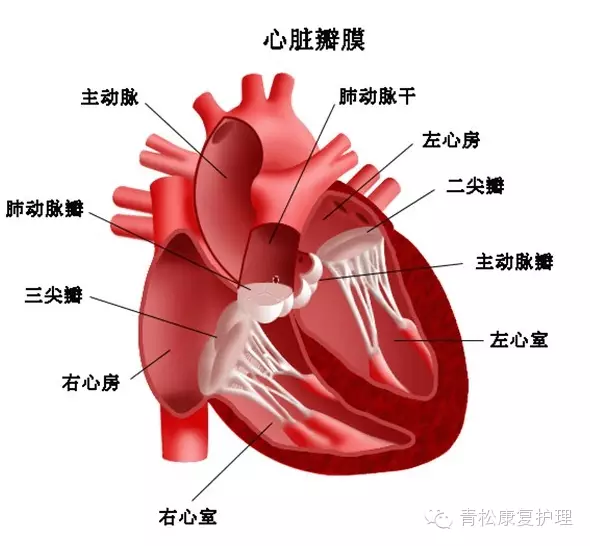 心脏瓣膜
主动脉
肺动脉干
左心房
二尖瓣
肺动脉瓣
主动脉瓣
三尖瓣
左心室
右心房
右心室
青松康复护理